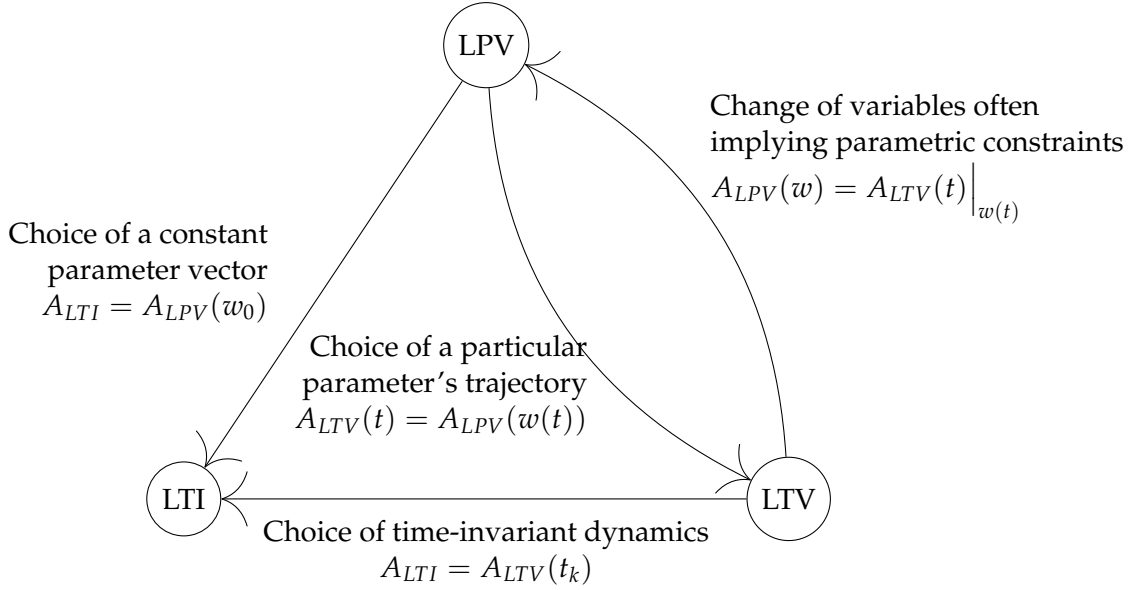 LPV
Change of variables often
implying parametric constraints
A_{LPV}(w) = A_{LTV}(t)|_{w(t)}
Choice of a constant
parameter vector
A_{LTI} = A_{LPV}(w_0)
Choice of a particular
parameter's trajectory
A_{LTV}(t) = A_{LPV}(w(t))
LTI
LTV
Choice of time-invariant dynamics
A_{LTI} = A_{LTV}(t_k)